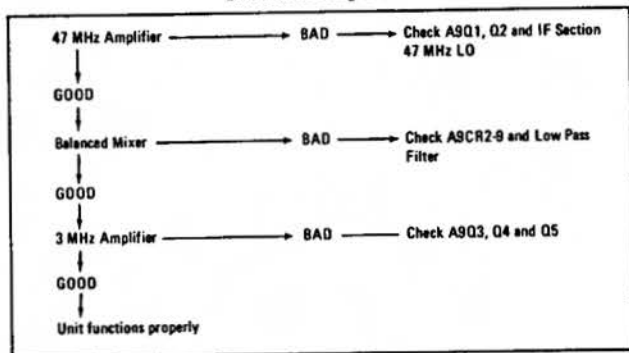 47 MHz Amplifier BAD Check A9Q1, Q2 and IF Section
47 MHz LO
GOOD
Balanced Mixer BAD Check A9CR2-9 and Low Pass
Filter
GOOD
3 MHz Amplifier BAD Check A9Q3, Q4 and Q5
GOOD
Unit functions properly